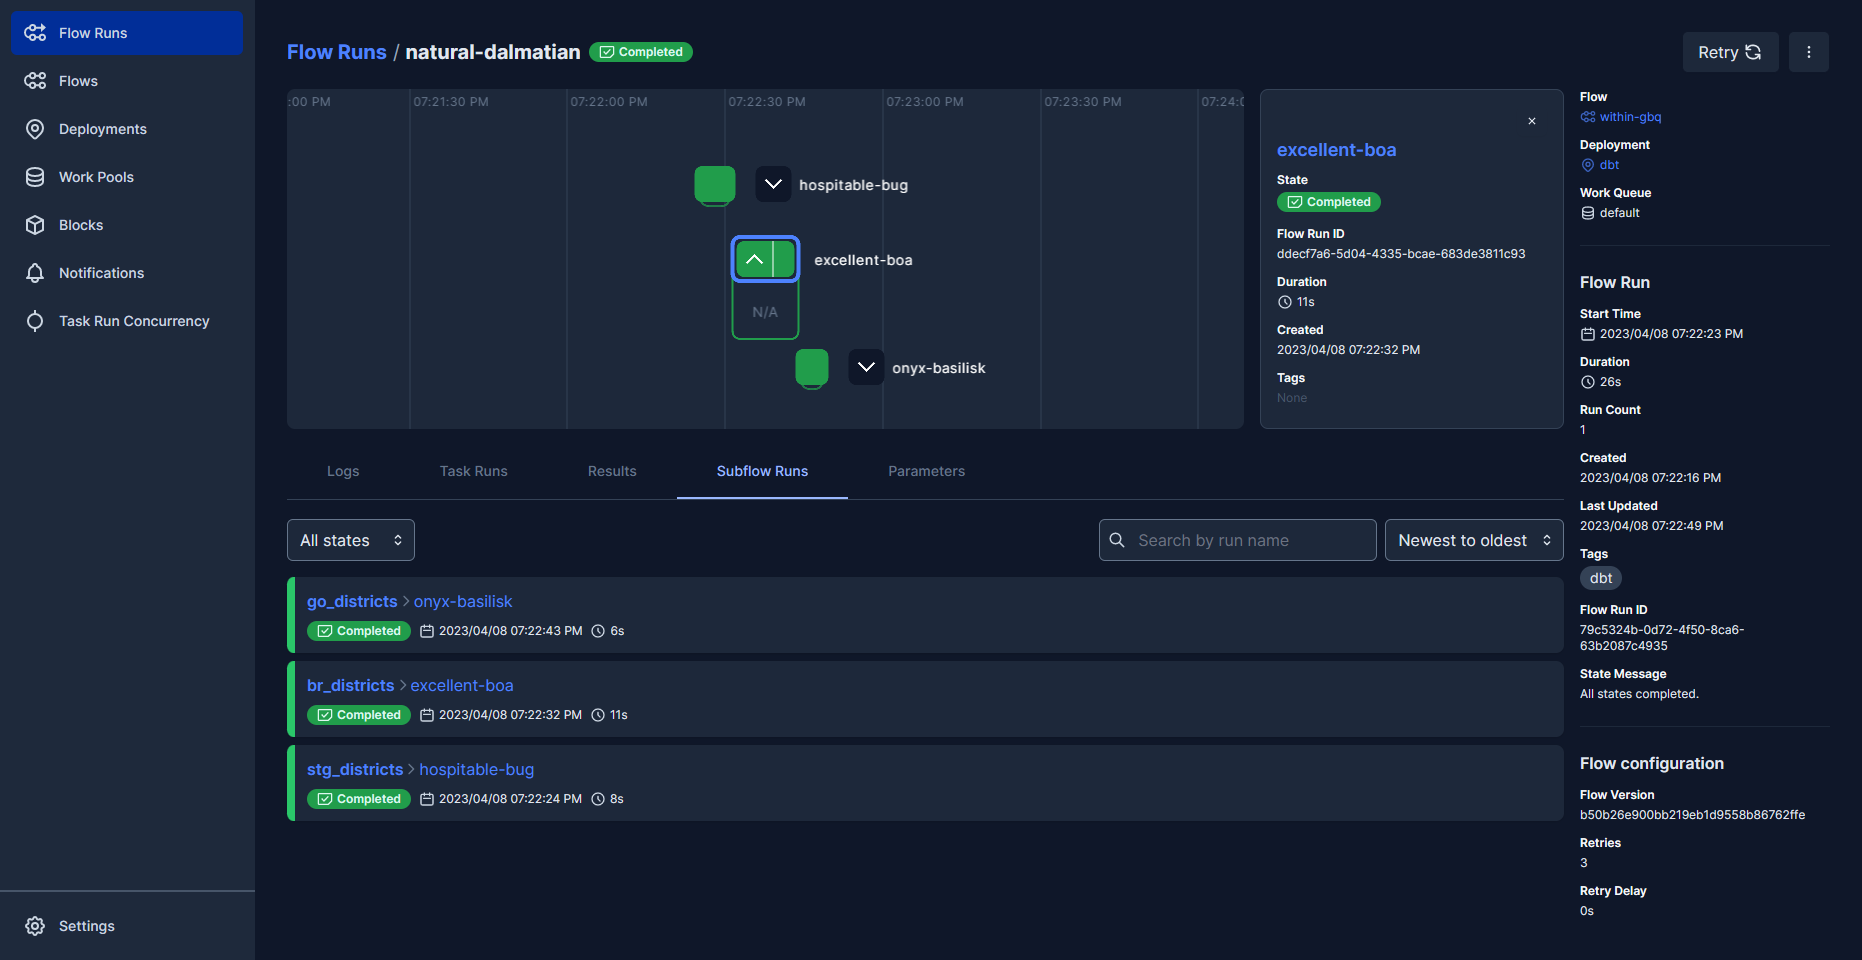 Flow Runs
Flows
Deployments
Work Pools
Blocks
Notifications
Task Run Concurrency
Settings
Flow Runs / natural-dalmatian Completed
Retry
:00 PM 07:21:30 PM 07:22:00 PM 07:22:30 PM 07:23:00 PM 07:23:30 PM 07:24:0
hospitable-bug
excellent-boa
N/A
onyx-basilisk
excellent-boa
State
Completed
Flow Run ID
ddecf7a6-5d04-4335-bcae-683de3811c93
Duration
11s
Created
2023/04/08 07:22:32 PM
Tags
None
Logs Task Runs Results Subflow Runs Parameters
All states Search by run name Newest to oldest
go_districts > onyx-basilisk
Completed 2023/04/08 07:22:43 PM 6s
br_districts > excellent-boa
Completed 2023/04/08 07:22:32 PM 11s
stg_districts > hospitable-bug
Completed 2023/04/08 07:22:24 PM 8s
Flow
within-gbq
Deployment
dbt
Work Queue
default
Flow Run
Start Time
2023/04/08 07:22:23 PM
Duration
26s
Run Count
1
Created
2023/04/08 07:22:16 PM
Last Updated
2023/04/08 07:22:49 PM
Tags
dbt
Flow Run ID
79c5324b-0d72-4f50-8ca6-
63b2087c4935
State Message
All states completed.
Flow configuration
Flow Version
b50b26e900bb219eb1d9558b86762ffe
Retries
3
Retry Delay
0s